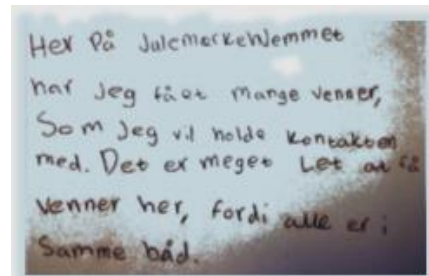 Her På Julemærkehjemmet
har jeg fået mange venner,
Som jeg vil holde kontakten
med. Det er meget Let at få
venner her, fordi alle er i
Samme båd.